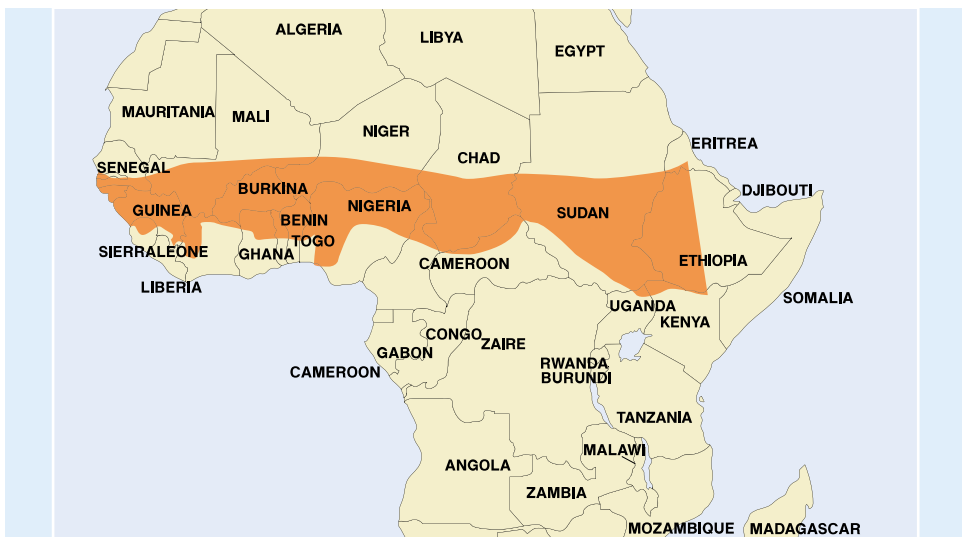 ALGERIA
LIBYA
EGYPT
MAURITANIA
MALI
NIGER
CHAD
ERITREA
SENEGAL
BURKINA
DJIBOUTI
GUINEA
BENIN
NIGERIA
SUDAN
TOGO
SIERRALEONE
GHANA
CAMEROON
ETHIOPIA
LIBERIA
SOMALIA
UGANDA
KENYA
CONGO
ZAIRE
GABON
RWANDA
CAMEROON
BURUNDI
TANZANIA
MALAWI
ANGOLA
ZAMBIA
MOZAMBIQUE
MADAGASCAR